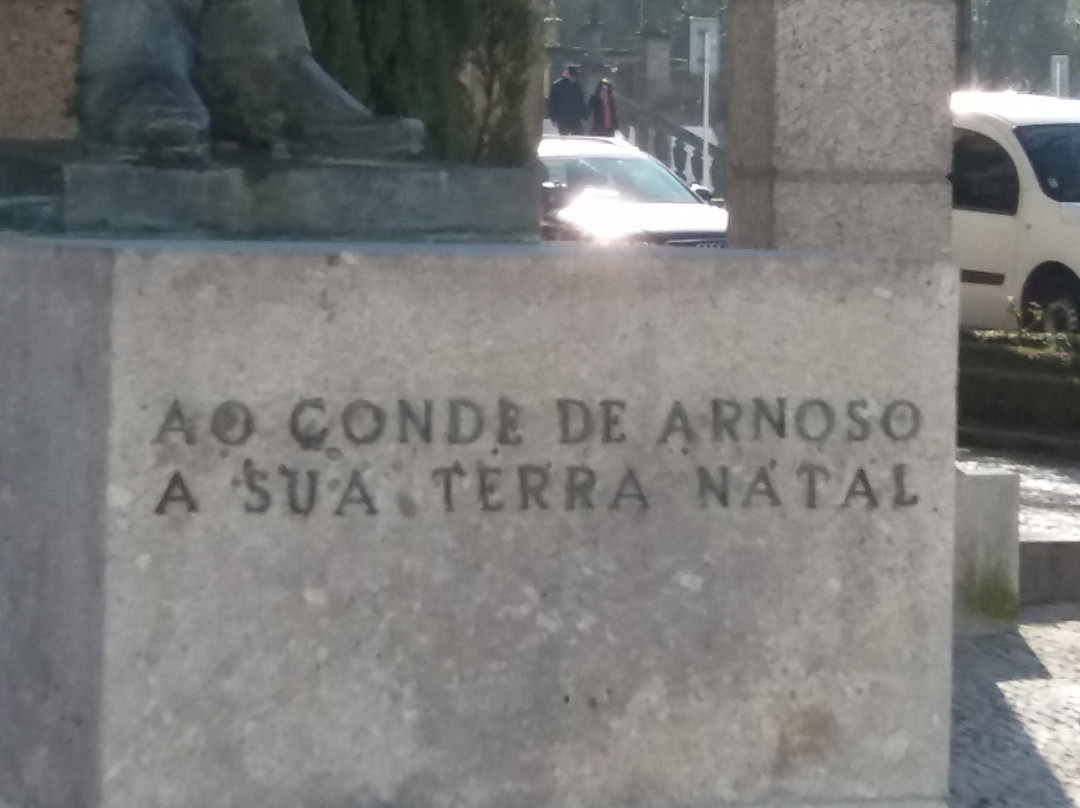 AO CONDE DE ARNOSO
A SUA TERRA NATAL